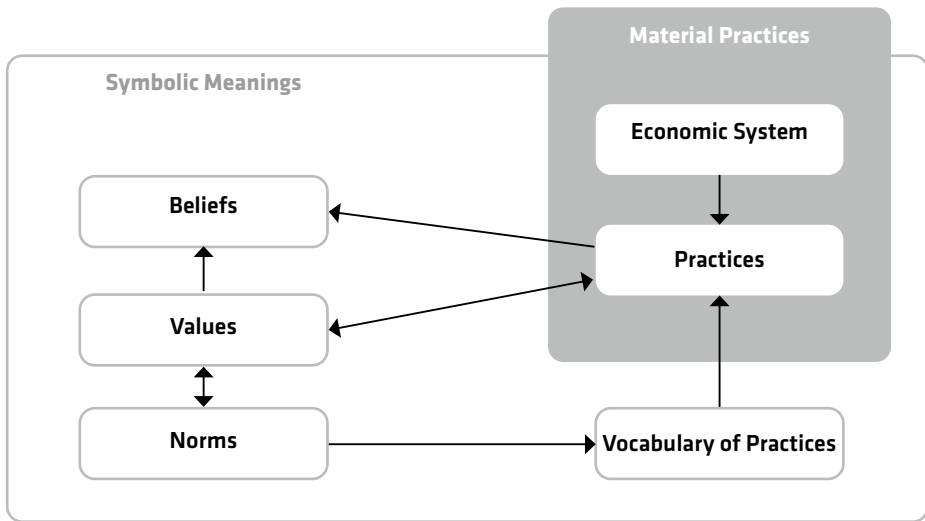 Material Practices
Symbolic Meanings
Economic System
Beliefs
Practices
Values
Norms
Vocabulary of Practices